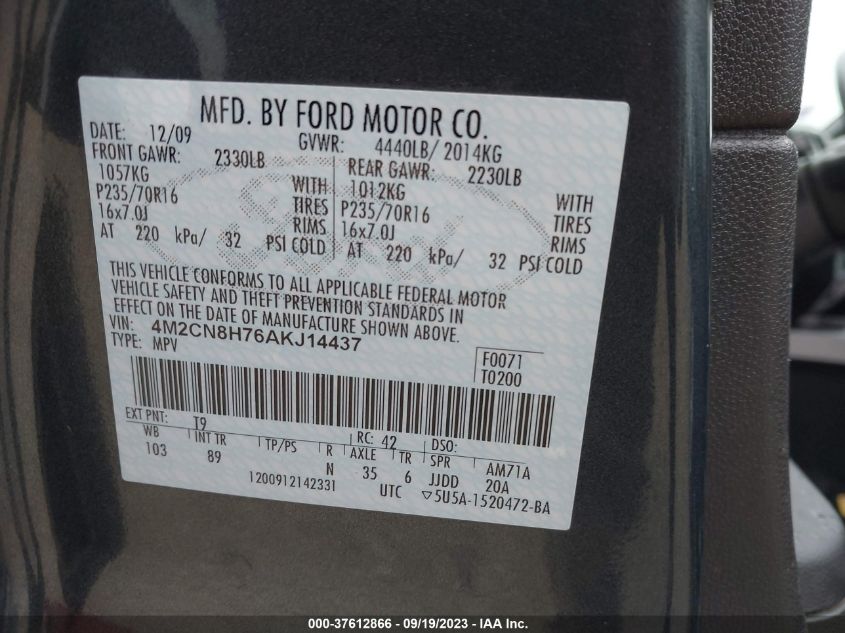 MFD. BY FORD MOTOR CO.
DATE: 12/09 GVWR: 4440LB/ 2014KG
FRONT GAWR: 2330LB REAR GAWR: 2230LB
1057KG WITH 1012KG WITH
P235/70R16 TIRES P235/70R16 TIRES
16x7.0J RIMS 16x7.0J RIMS
AT 220 kPa/ 32 PSI COLD AT 220 kPa/ 32 PSI COLD
THIS VEHICLE CONFORMS TO ALL APPLICABLE FEDERAL MOTOR
VEHICLE SAFETY AND THEFT PREVENTION STANDARDS IN
EFFECT ON THE DATE OF MANUFACTURE SHOWN ABOVE.
VIN: 4M2CN8H76AKJ14437
TYPE: MPV
F0071
T0200
EXT PNT: T9 RC: 42 DSO:
WB INT TR TP/PS R AXLE TR SPR AM71A
103 89 N 35 6 JJDD 20A
1200912142331 UTC ▽5U5A-1520472-BA
Ford
000-37612866 - 09/19/2023 - IAA Inc.